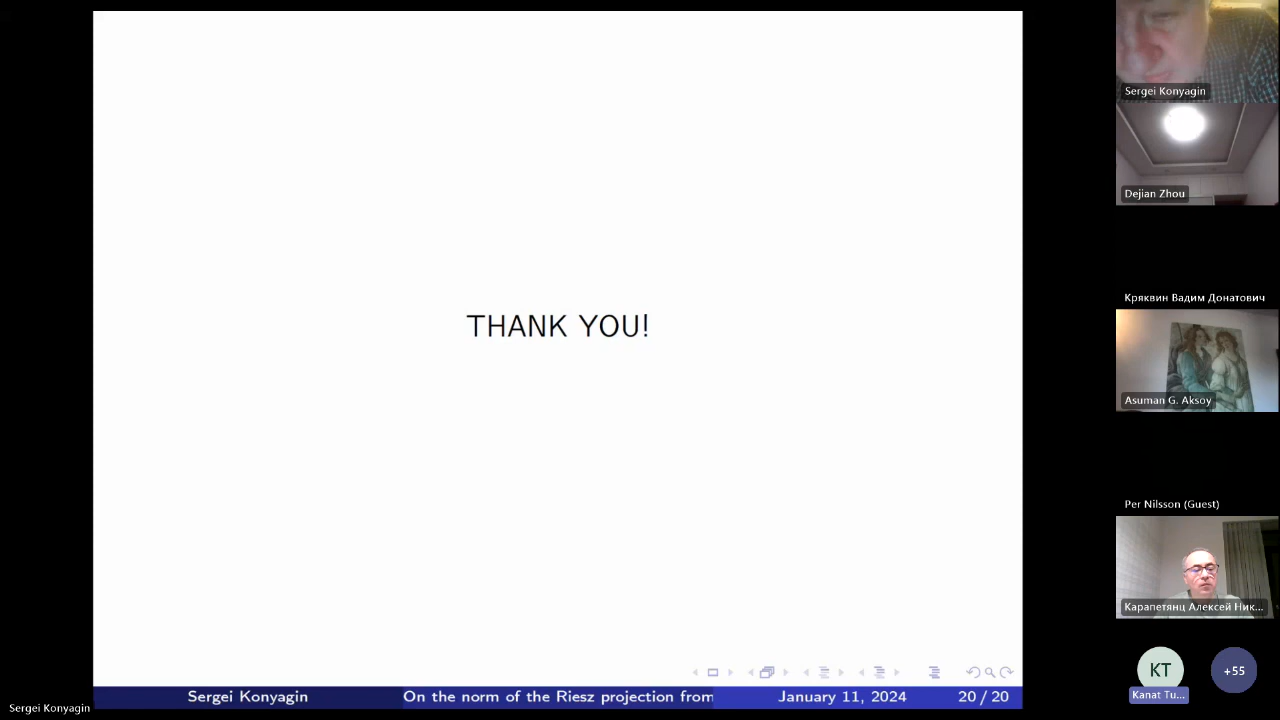 THANK YOU!
Sergei Konyagin
On the norm of the Riesz projection from
January 11, 2024
20 / 20
Sergei Konyagin
Sergei Konyagin
Dejian Zhou
Кряквин Вадим Донатович
Asuman G. Aksoy
Per Nilsson (Guest)
Карапетянц Алексей Ник...
KT
Kanat Tu...
+55